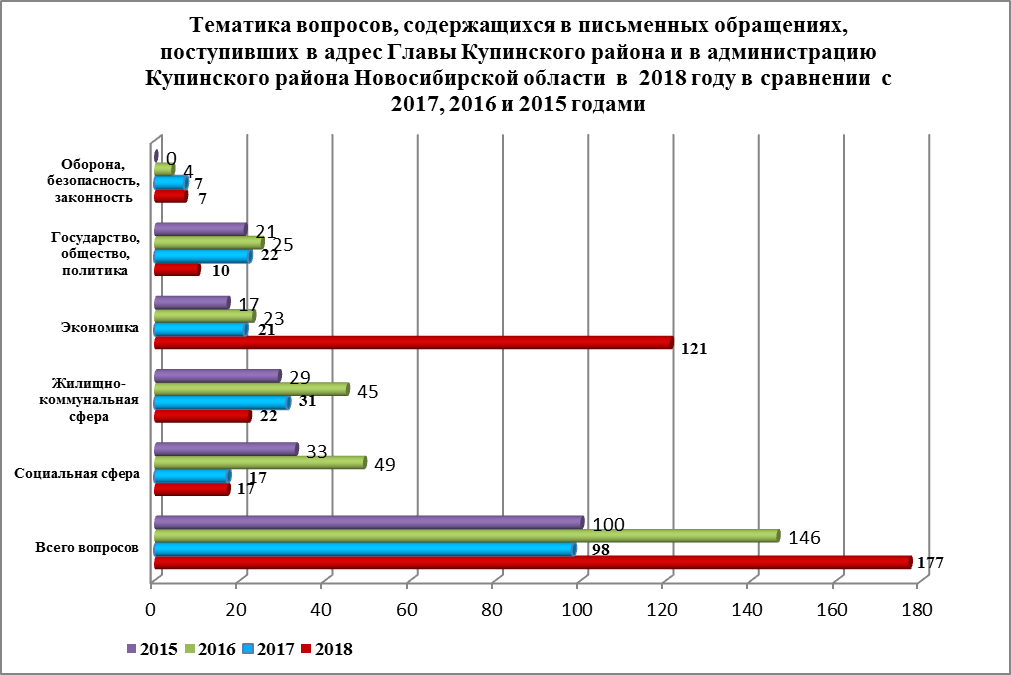 Тематика вопросов, содержащихся в письменных обращениях,
поступивших в адрес Главы Купинского района и в администрацию
Купинского района Новосибирской области в 2018 году в сравнении с
2017, 2016 и 2015 годами
Оборона,
безопасность,
законность
0
4
7
7
Государство,
общество,
политика
21
25
22
10
Экономика
17
23
21
121
Жилищно-
коммунальная
сфера
29
45
31
22
Социальная сфера
33
49
17
17
Всего вопросов
100
146
98
177
0 20 40 60 80 100 120 140 160 180
2015 2016 2017 2018